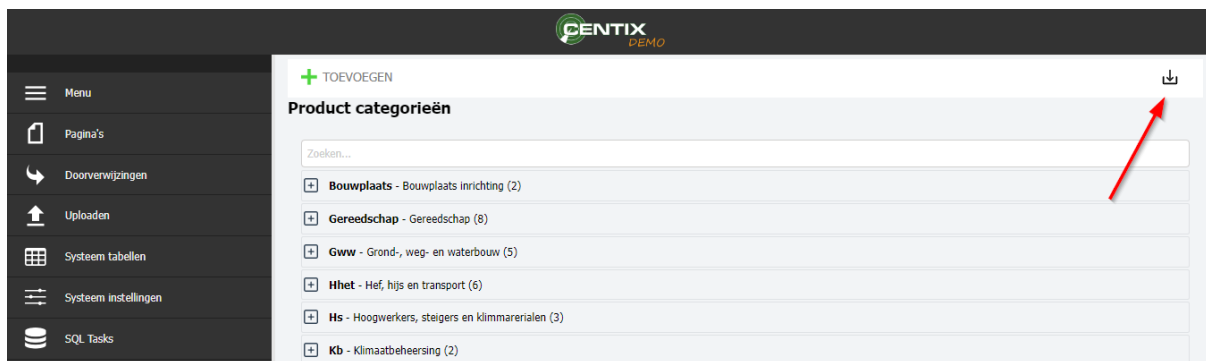 CENTIX
DEMO
TOEVOEGEN
Product categorieën
Menu
Pagina's
Doorverwijzingen
Uploaden
Systeem tabellen
Systeem instellingen
SQL Tasks
Zoeken...
Bouwplaats - Bouwplaats inrichting (2)
Gereedschap - Gereedschap (8)
Gww - Grond-, weg- en waterbouw (5)
Hhet - Hef, hijs en transport (6)
Hs - Hoogwerkers, steigers en klimmarerialen (3)
Kb - Klimaatbeheersing (2)